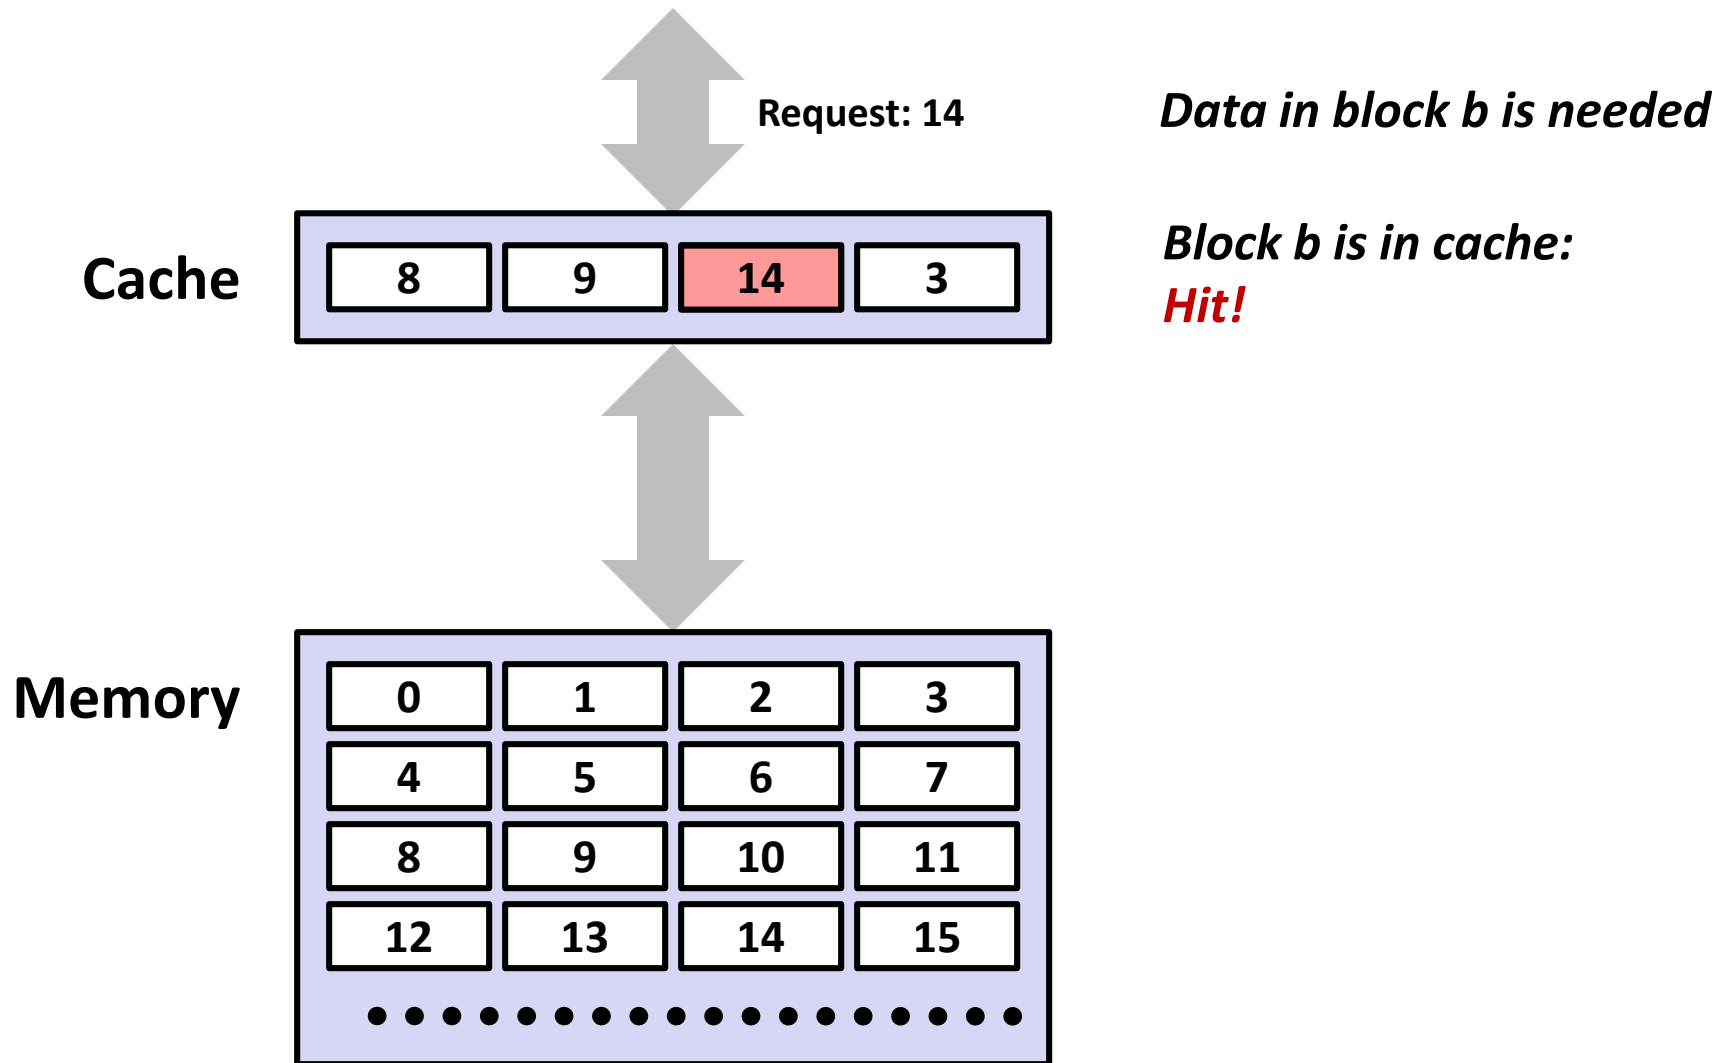 Request: 14
Data in block b is needed
Cache
8 9 14 3
Block b is in cache:
Hit!
Memory
0 1 2 3
4 5 6 7
8 9 10 11
12 13 14 15